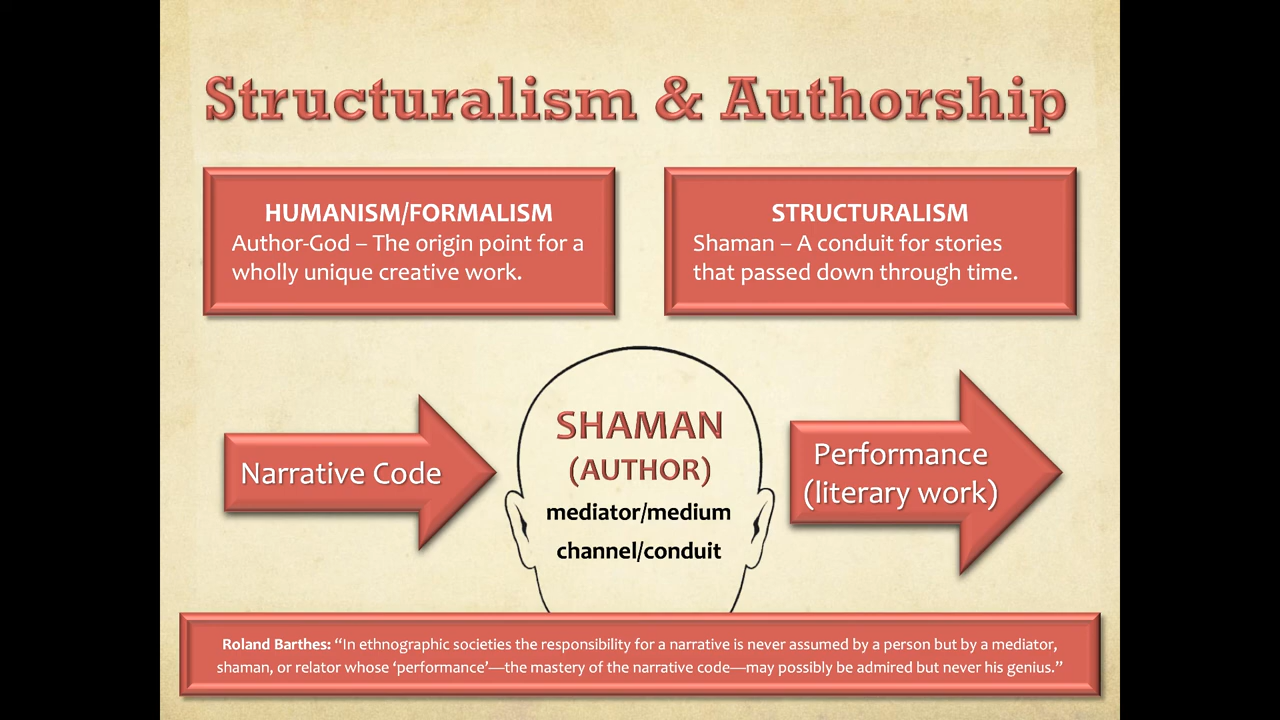 Structuralism & Authorship
HUMANISM/FORMALISM
Author-God – The origin point for a
wholly unique creative work.
STRUCTURALISM
Shaman – A conduit for stories
that passed down through time.
Narrative Code
SHAMAN
(AUTHOR)
mediator/medium
channel/conduit
Performance
(literary work)
Roland Barthes: “In ethnographic societies the responsibility for a narrative is never assumed by a person but by a mediator,
shaman, or relator whose ‘performance’—the mastery of the narrative code—may possibly be admired but never his genius.”